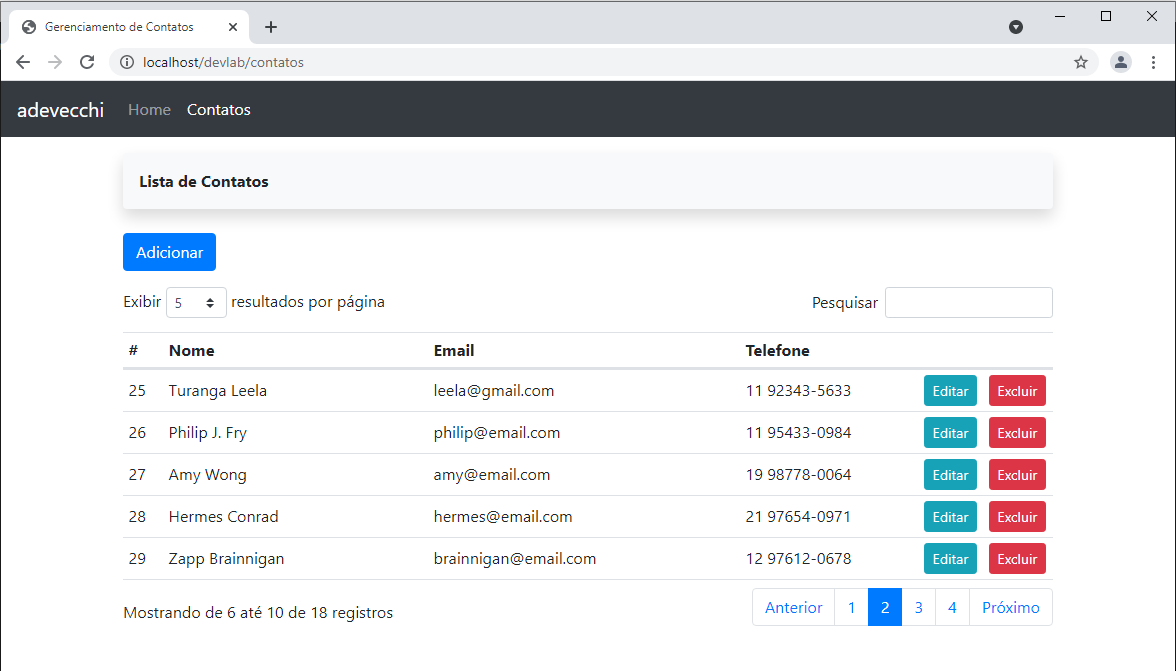 Gerenciamento de Contatos
localhost/devlab/contatos
adevecchi Home Contatos
Lista de Contatos
Adicionar
Exibir 5 resultados por página Pesquisar
# Nome Email Telefone
25 Turanga Leela leela@gmail.com 11 92343-5633 Editar Excluir
26 Philip J. Fry philip@email.com 11 95433-0984 Editar Excluir
27 Amy Wong amy@email.com 19 98778-0064 Editar Excluir
28 Hermes Conrad hermes@email.com 21 97654-0971 Editar Excluir
29 Zapp Brainnigan brainnigan@email.com 12 97612-0678 Editar Excluir
Mostrando de 6 até 10 de 18 registros Anterior 1 2 3 4 Próximo